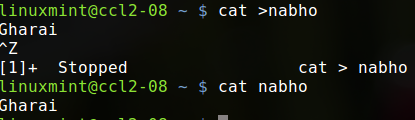 linuxmint@ccl2-08 ~ $ cat >nabho
Gharai
^Z
[1]+  Stopped                 cat > nabho
linuxmint@ccl2-08 ~ $ cat nabho
Gharai